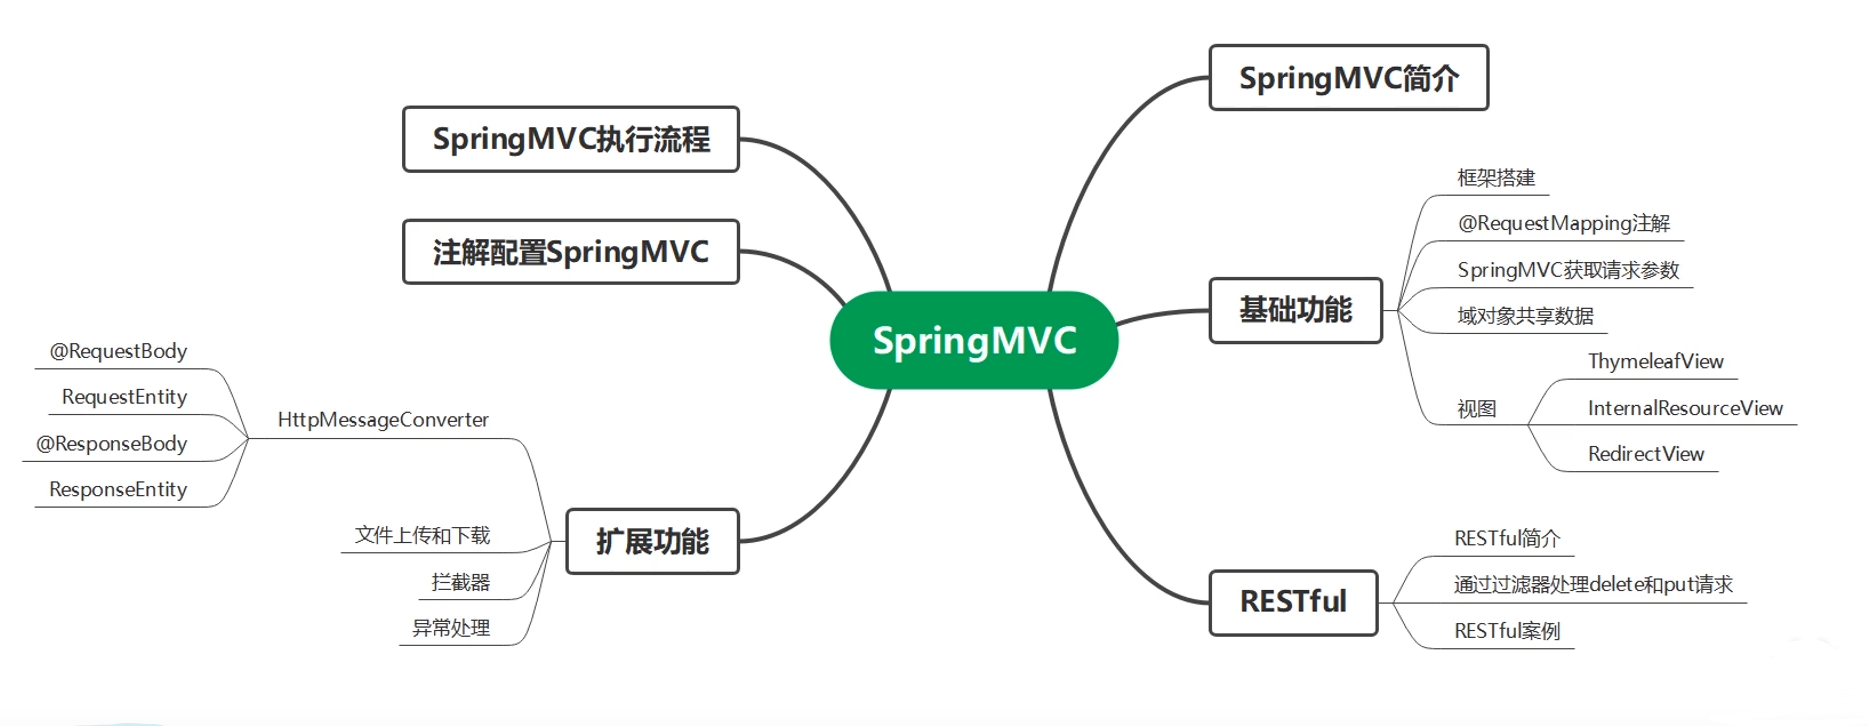 SpringMVC
SpringMVC简介
基础功能
框架搭建
@RequestMapping注解
SpringMVC获取请求参数
域对象共享数据
视图
ThymeleafView
InternalResourceView
RedirectView
RESTful
RESTful简介
通过过滤器处理delete和put请求
RESTful案例
扩展功能
HttpMessageConverter
@RequestBody
RequestEntity
@ResponseBody
ResponseEntity
文件上传和下载
拦截器
异常处理
注解配置SpringMVC
SpringMVC执行流程